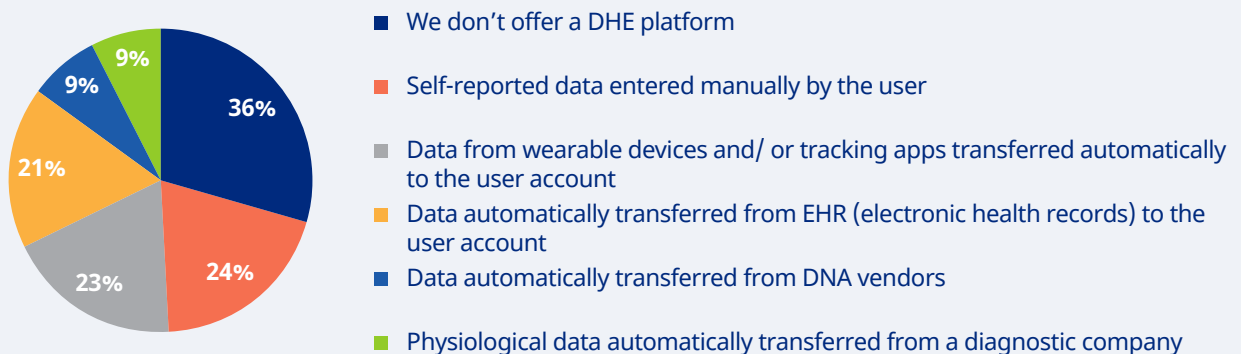 We don’t offer a DHE platform
Self-reported data entered manually by the user
Data from wearable devices and/ or tracking apps transferred automatically
to the user account
Data automatically transferred from EHR (electronic health records) to the
user account
Data automatically transferred from DNA vendors
Physiological data automatically transferred from a diagnostic company
36%
24%
23%
21%
9%
9%